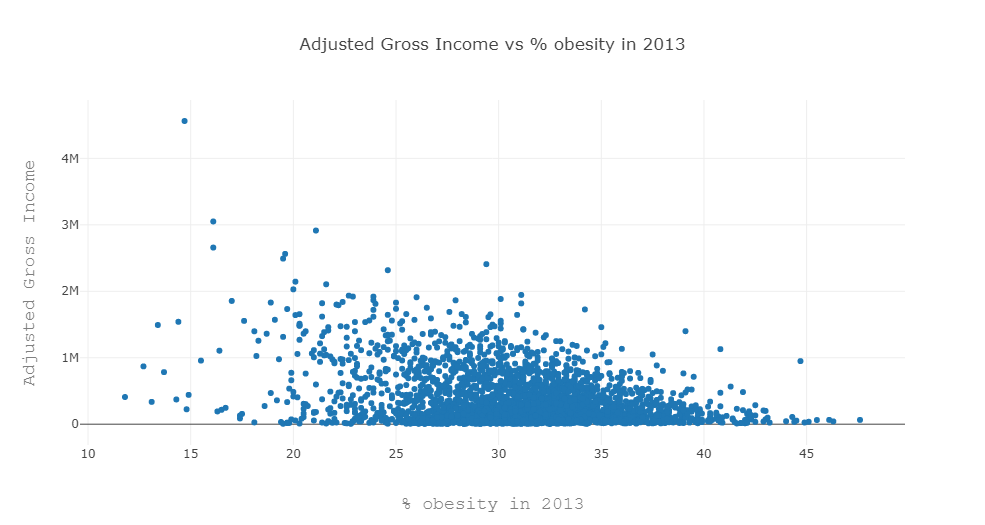 Adjusted Gross Income vs % obesity in 2013
Adjusted Gross Income
4M
3M
2M
1M
0
10 15 20 25 30 35 40 45
% obesity in 2013